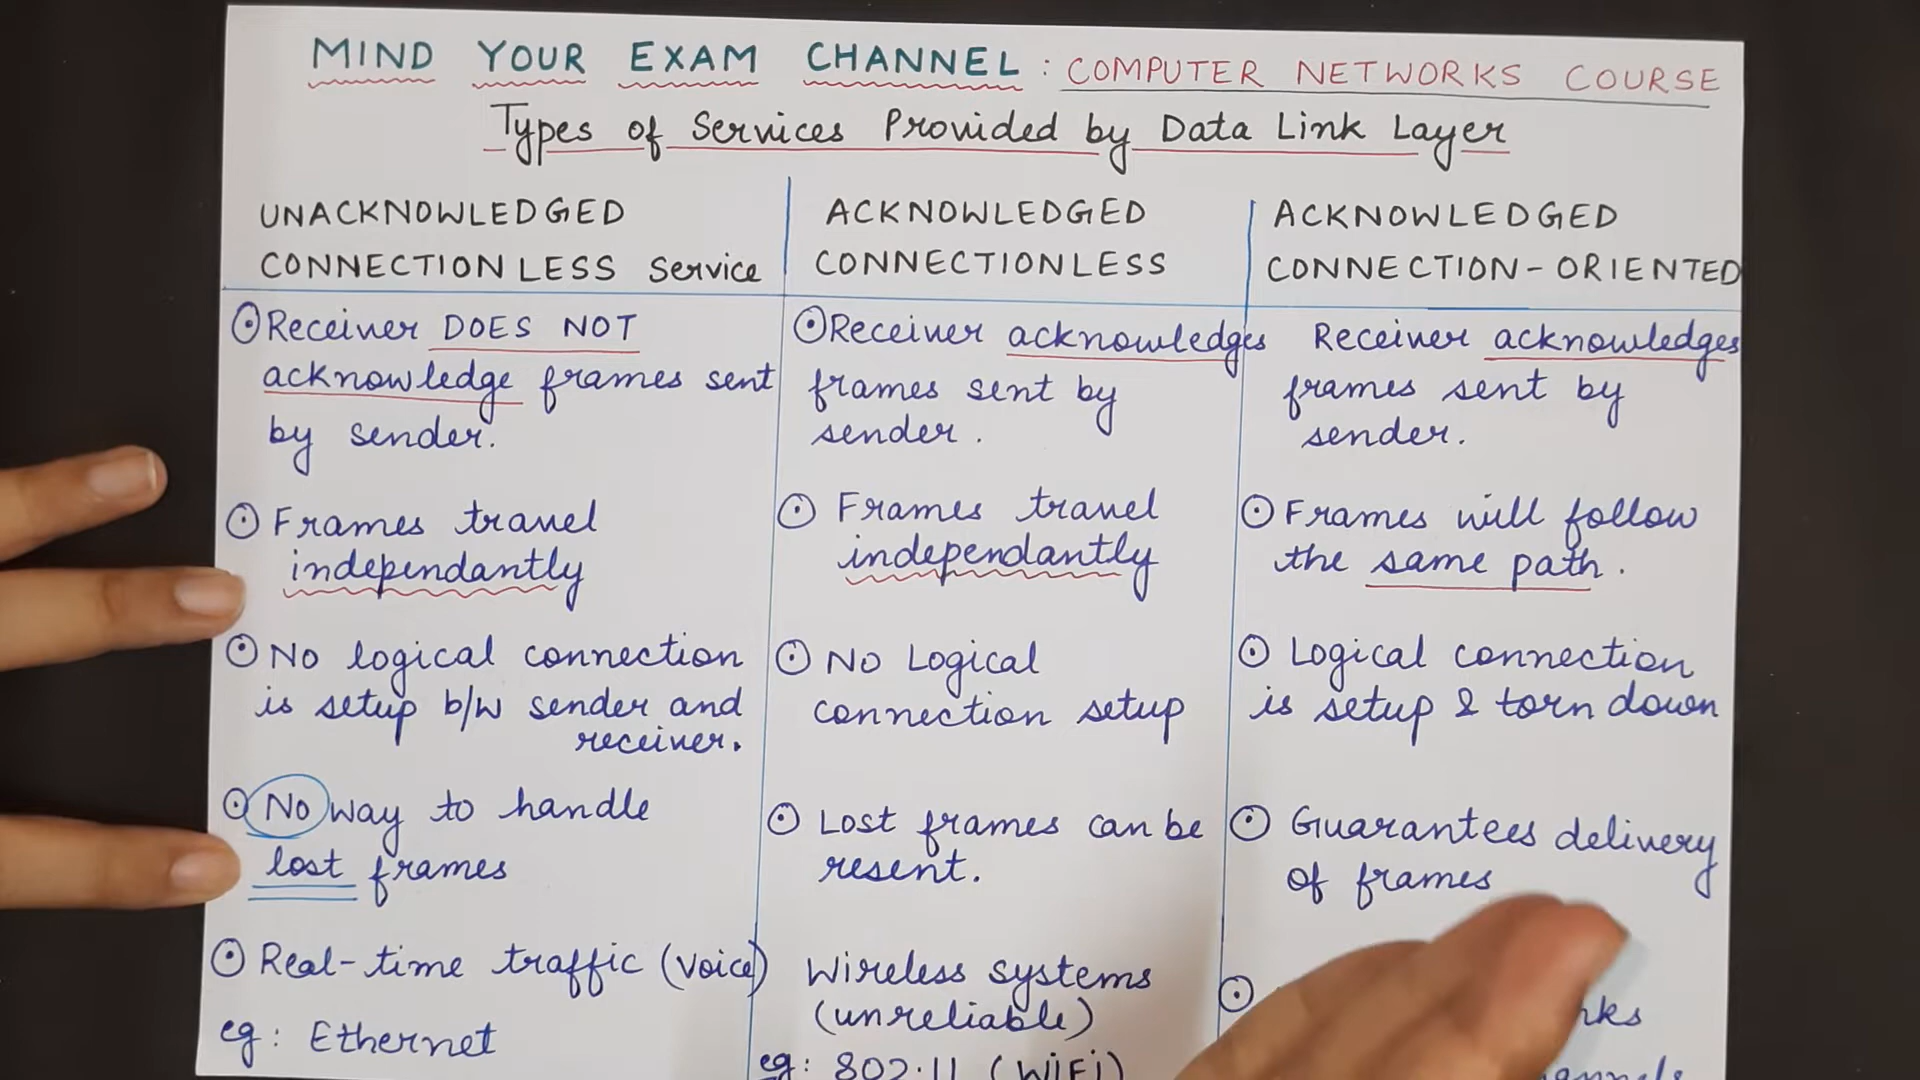 MIND YOUR EXAM CHANNEL : COMPUTER NETWORKS COURSE
Types of Services Provided by Data Link Layer
UNACKNOWLEDGED
CONNECTIONLESS Service
Receiver DOES NOT
acknowledge frames sent
by sender.
Frames travel
independantly
No logical connection
is setup b/w sender and
receiver.
No way to handle
lost frames
Real-time traffic (voice)
eg: Ethernet
ACKNOWLEDGED
CONNECTIONLESS
Receiver acknowledges
frames sent by
sender.
Frames travel
independantly
No Logical
connection setup
Lost frames can be
resent.
Wireless systems
(unreliable)
eg: 802.11 (WiFi)
ACKNOWLEDGED
CONNECTION-ORIENTED
Receiver acknowledges
frames sent by
sender.
Frames will follow
the same path.
Logical connection
is setup & torn down
Guarantees delivery
of frames